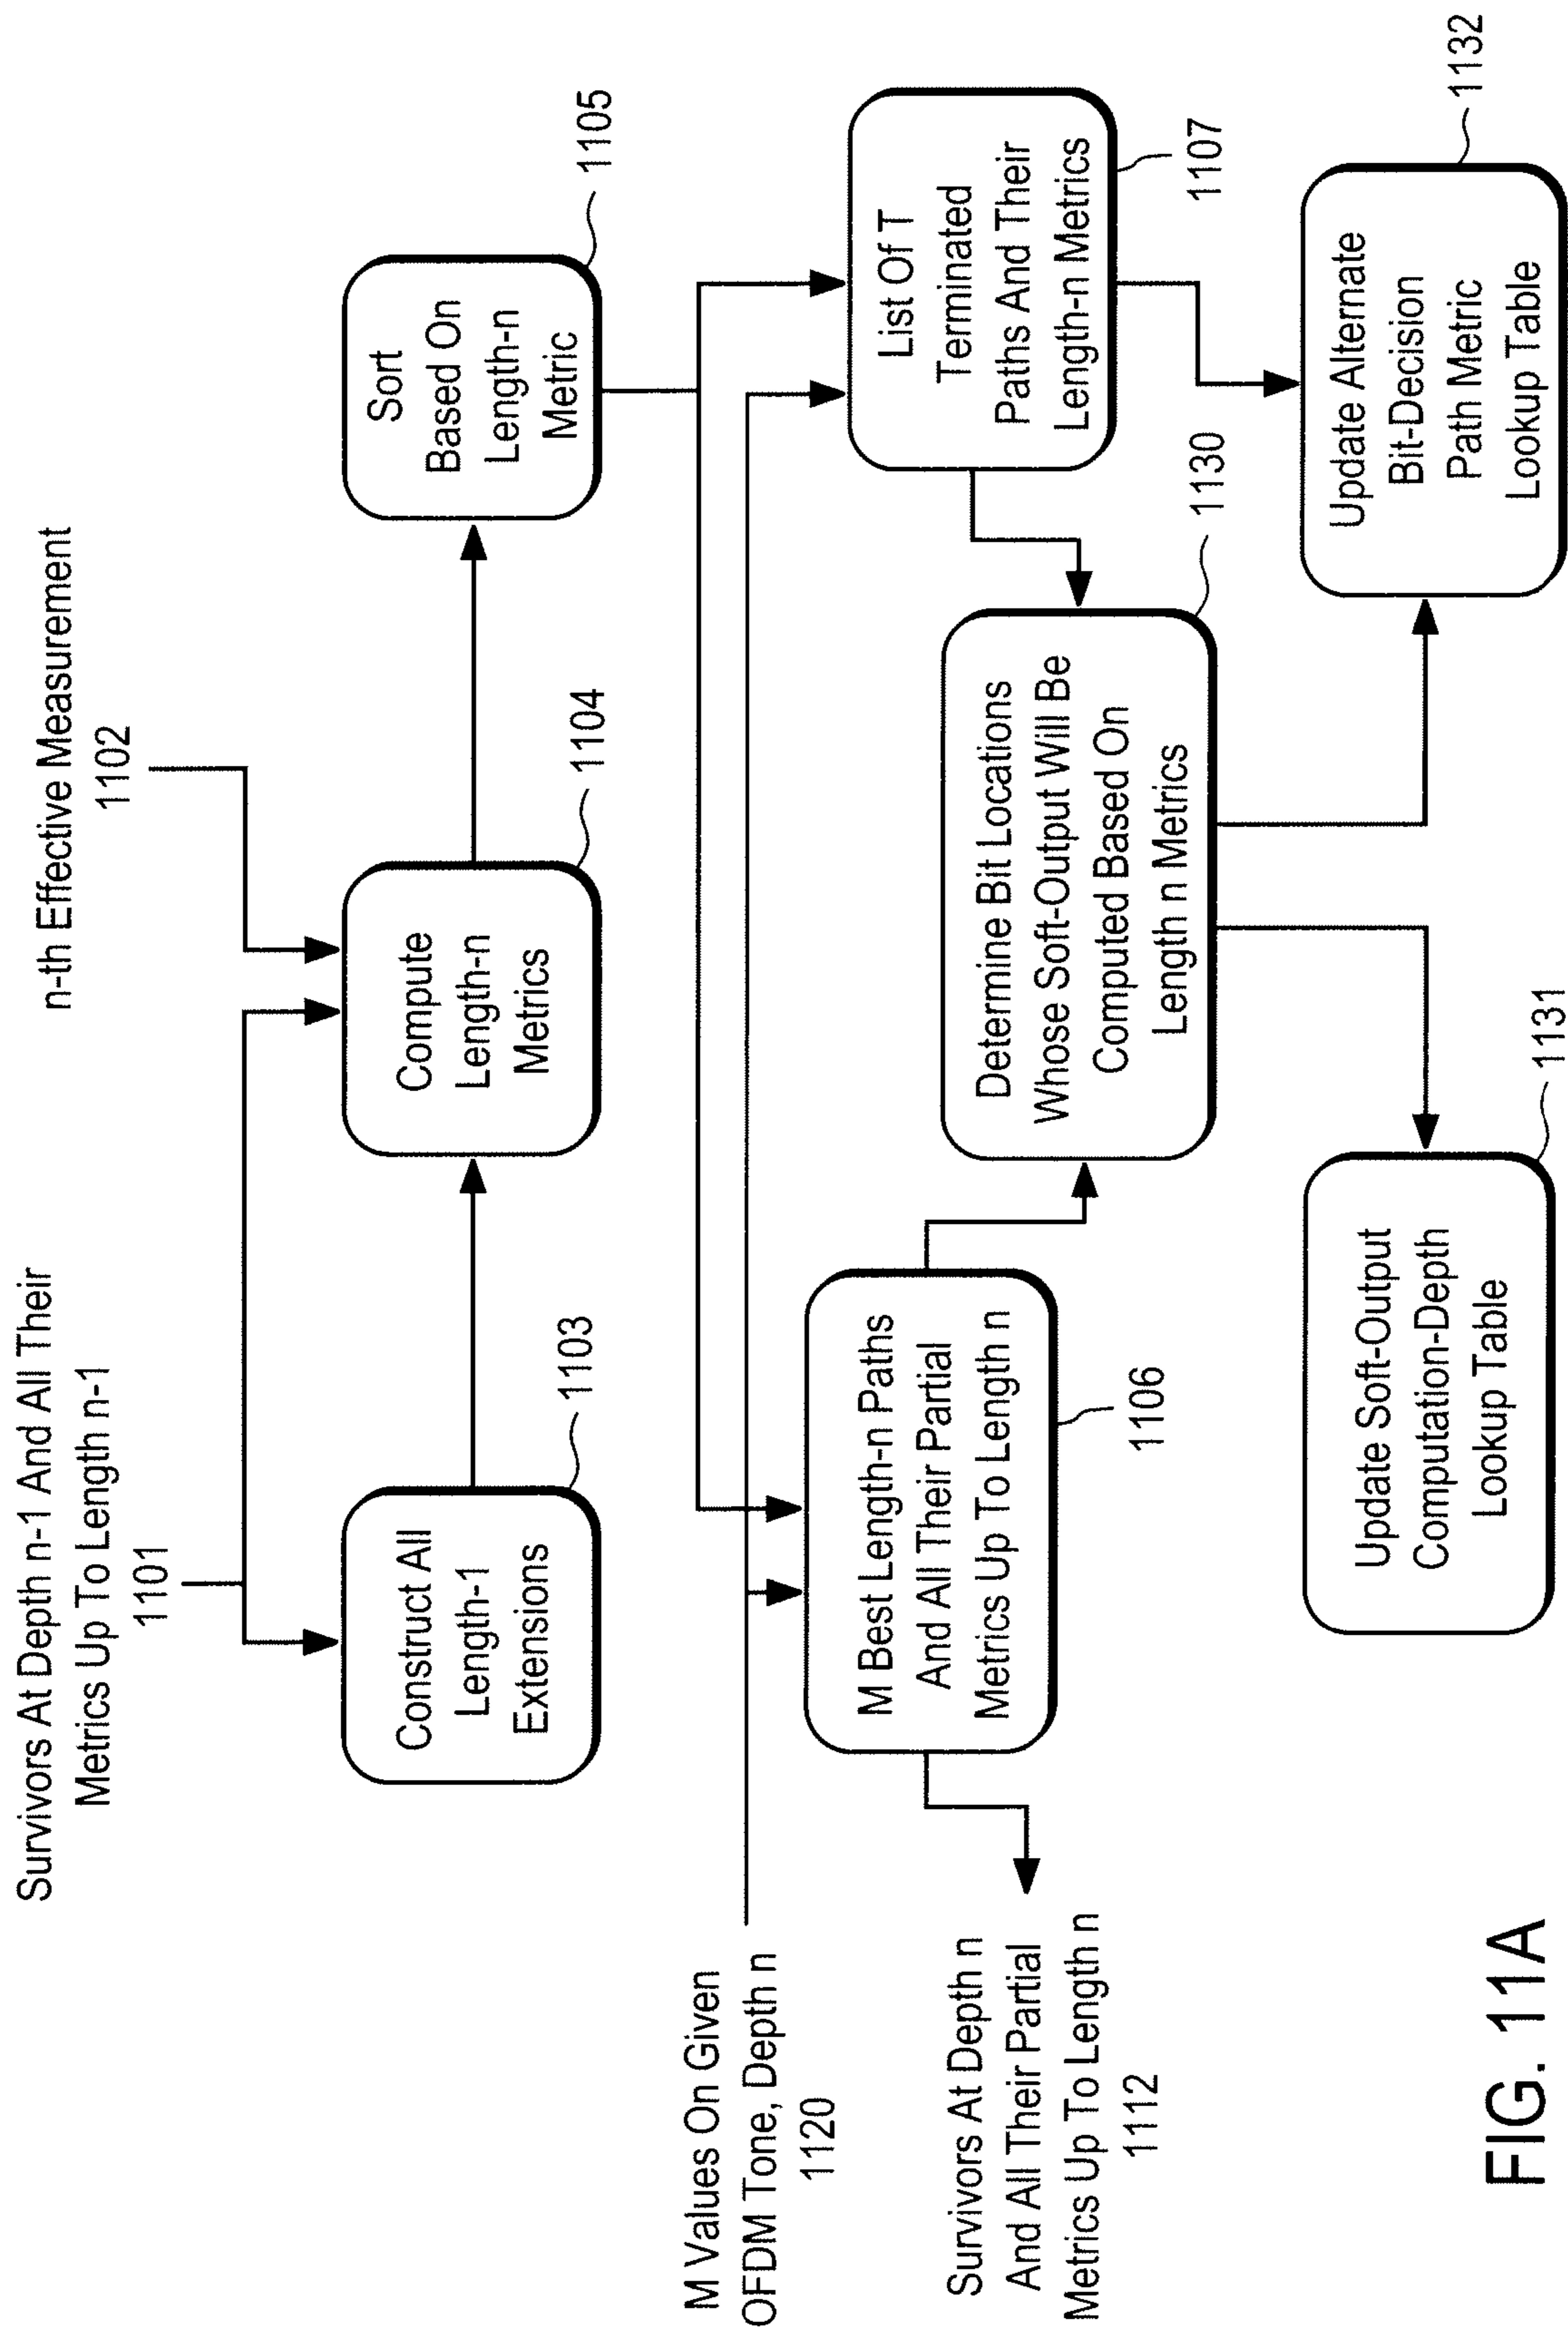 Survivors At Depth n-1 And All Their
Metrics Up To Length n-1
1101
n-th Effective Measurement
1102
Construct All
Length-1
Extensions
1103
Compute
Length-n
Metrics
1104
Sort
Based On
Length-n
Metric
1105
M Values On Given
OFDM Tone, Depth n
1120
M Best Length-n Paths
And All Their Partial
Metrics Up To Length n
1106
List Of T
Terminated
Paths And Their
Length-n Metrics
1107
Survivors At Depth n
And All Their Partial
Metrics Up To Length n
1112
Determine Bit Locations
Whose Soft-Output Will Be
Computed Based On
Length n Metrics
1130
Update Soft-Output
Computation-Depth
Lookup Table
1131
Update Alternate
Bit-Decision
Path Metric
Lookup Table
1132
FIG. 11A